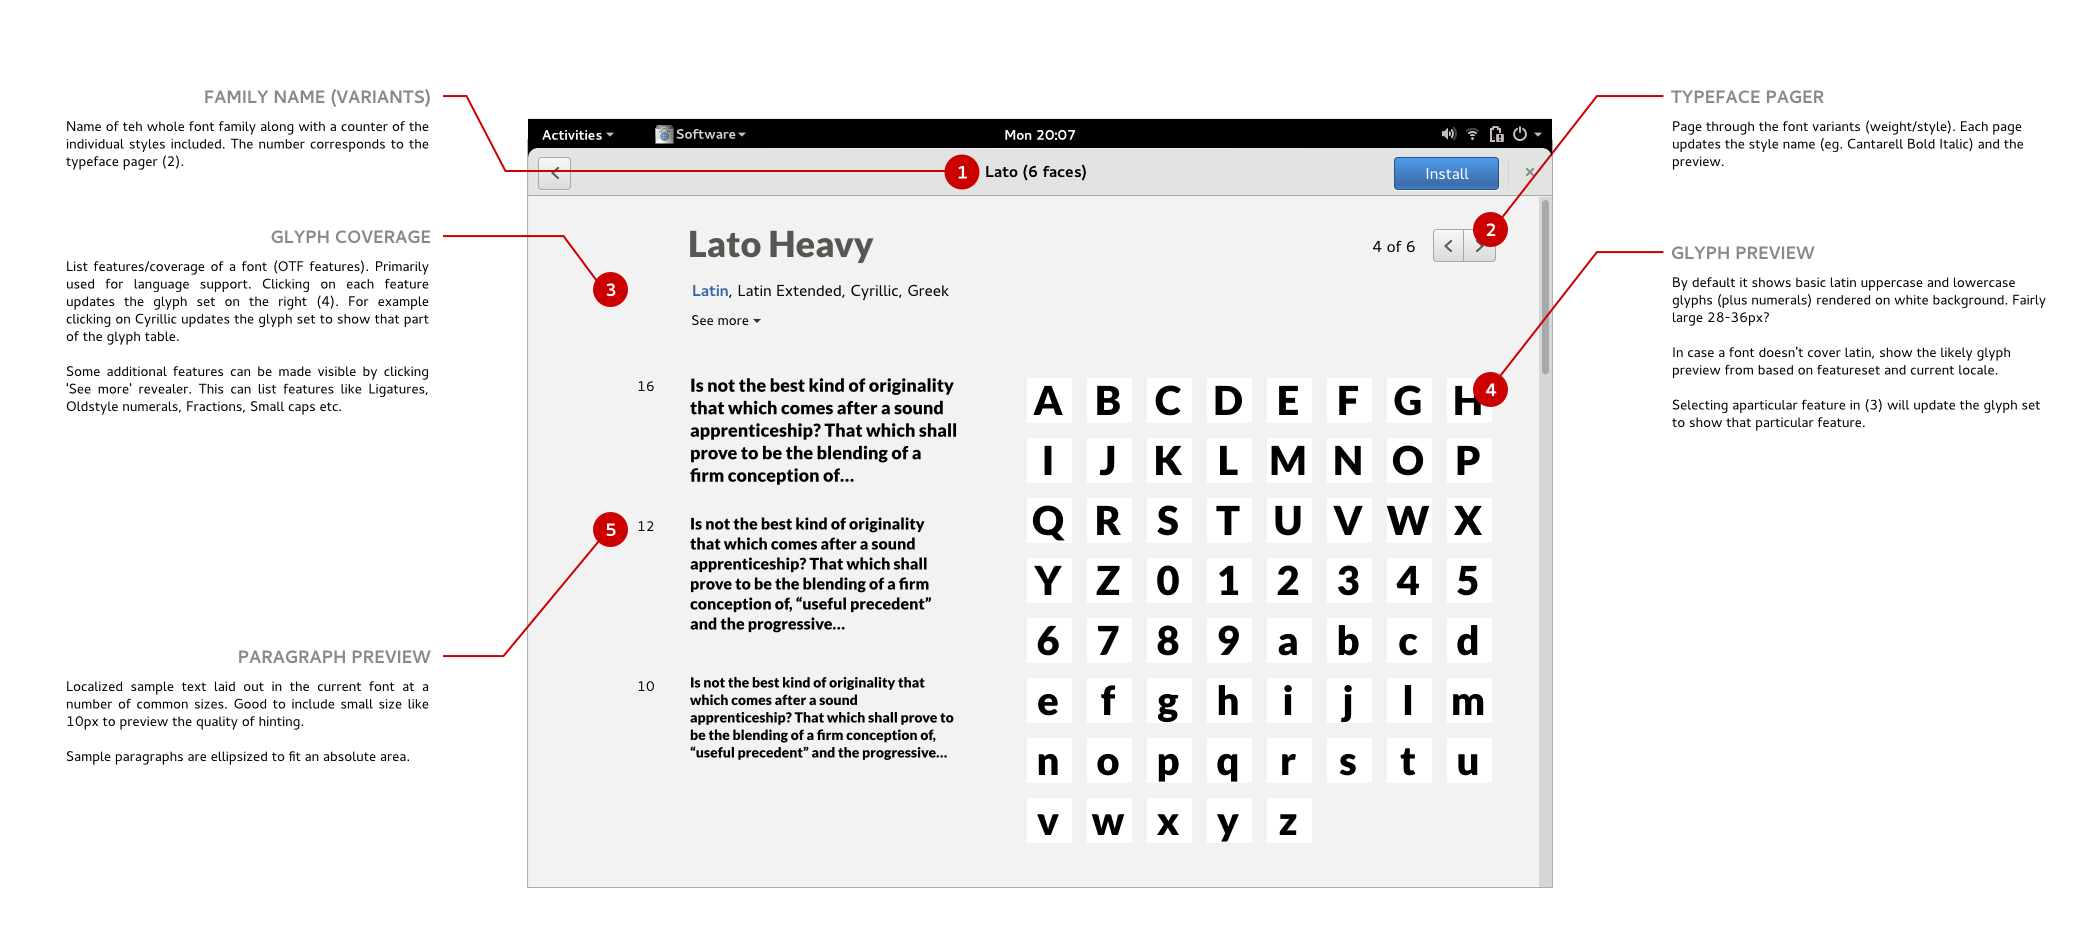 FAMILY NAME (VARIANTS)
Name of teh whole font family along with a counter of the
individual styles included. The number corresponds to the
typeface pager (2).
GLYPH COVERAGE
List features/coverage of a font (OTF features). Primarily
used for language support. Clicking on each feature
updates the glyph set on the right (4). For example
clicking on Cyrillic updates the glyph set to show that part
of the glyph table.
Some additional features can be made visible by clicking
'See more' revealer. This can list features like Ligatures,
Oldstyle numerals, Fractions, Small caps etc.
PARAGRAPH PREVIEW
Localized sample text laid out in the current font at a
number of common sizes. Good to include small size like
10px to preview the quality of hinting.
Sample paragraphs are ellipsized to fit an absolute area.
Activities
Software
Mon 20:07
1
Lato (6 faces)
Install
Lato Heavy
4 of 6
2
3
Latin, Latin Extended, Cyrillic, Greek
See more
16
Is not the best kind of originality
that which comes after a sound
apprenticeship? That which shall
prove to be the blending of a
firm conception of...
5
12
Is not the best kind of originality
that which comes after a sound
apprenticeship? That which shall
prove to be the blending of a firm
conception of, “useful precedent”
and the progressive...
10
Is not the best kind of originality that
which comes after a sound
apprenticeship? That which shall prove to
be the blending of a firm conception of,
“useful precedent” and the progressive...
A B C D E F G H
4
I J K L M N O P
Q R S T U V W X
Y Z 0 1 2 3 4 5
6 7 8 9 a b c d
e f g h i j l m
n o p q r s t u
v w x y z
TYPEFACE PAGER
Page through the font variants (weight/style). Each page
updates the style name (eg. Cantarell Bold Italic) and the
preview.
GLYPH PREVIEW
By default it shows basic latin uppercase and lowercase
glyphs (plus numerals) rendered on white background. Fairly
large 28-36px?
In case a font doesn't cover latin, show the likely glyph
preview from based on featureset and current locale.
Selecting aparticular feature in (3) will update the glyph set
to show that particular feature.